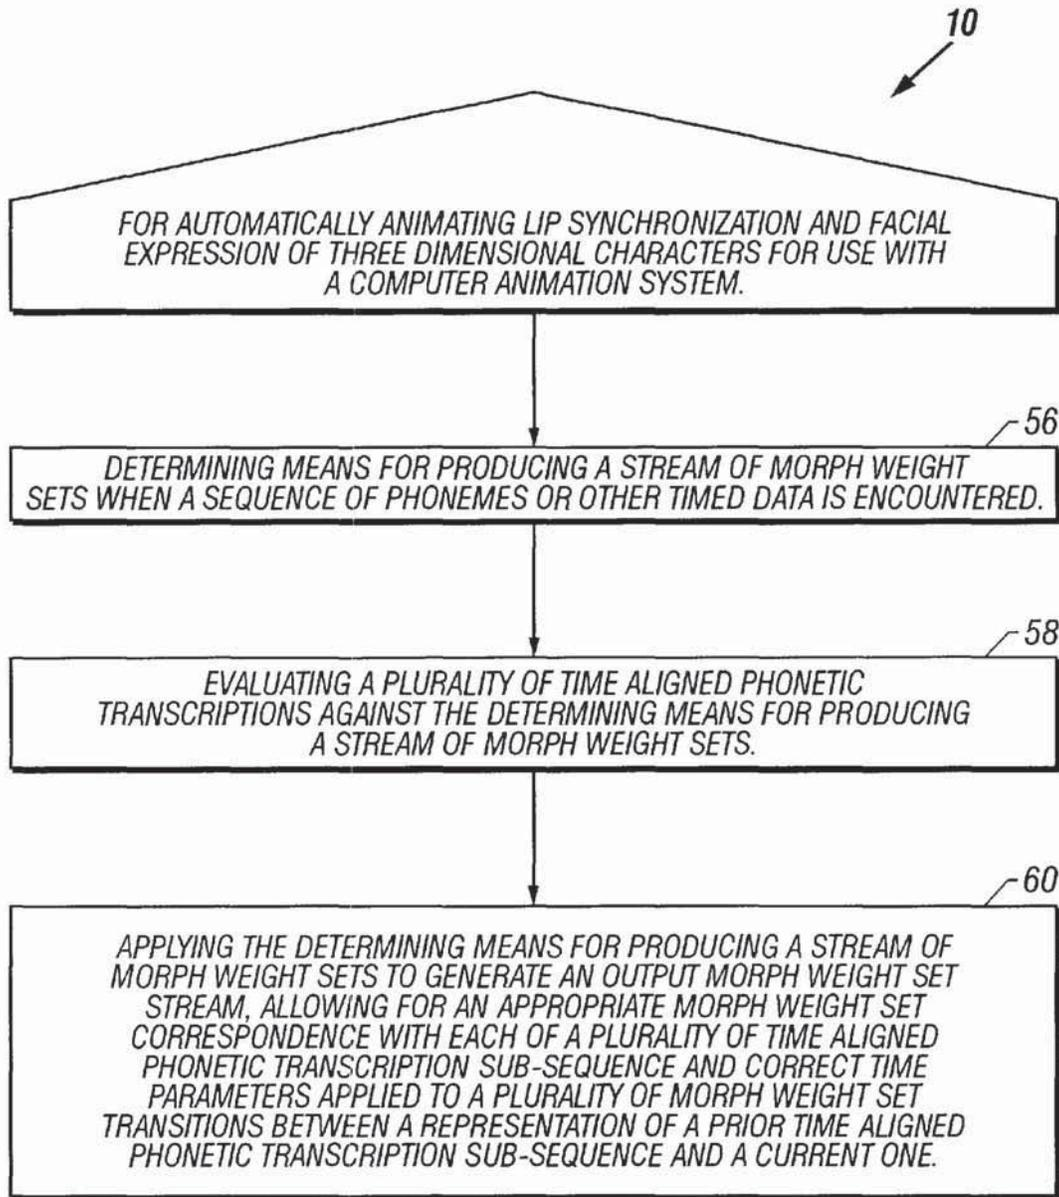 10
FOR AUTOMATICALLY ANIMATING LIP SYNCHRONIZATION AND FACIAL
EXPRESSION OF THREE DIMENSIONAL CHARACTERS FOR USE WITH
A COMPUTER ANIMATION SYSTEM.
56
DETERMINING MEANS FOR PRODUCING A STREAM OF MORPH WEIGHT
SETS WHEN A SEQUENCE OF PHONEMES OR OTHER TIMED DATA IS ENCOUNTERED.
58
EVALUATING A PLURALITY OF TIME ALIGNED PHONETIC
TRANSCRIPTIONS AGAINST THE DETERMINING MEANS FOR PRODUCING
A STREAM OF MORPH WEIGHT SETS.
60
APPLYING THE DETERMINING MEANS FOR PRODUCING A STREAM OF
MORPH WEIGHT SETS TO GENERATE AN OUTPUT MORPH WEIGHT SET
STREAM, ALLOWING FOR AN APPROPRIATE MORPH WEIGHT SET
CORRESPONDENCE WITH EACH OF A PLURALITY OF TIME ALIGNED
PHONETIC TRANSCRIPTION SUB-SEQUENCE AND CORRECT TIME
PARAMETERS APPLIED TO A PLURALITY OF MORPH WEIGHT SET
TRANSITIONS BETWEEN A REPRESENTATION OF A PRIOR TIME ALIGNED
PHONETIC TRANSCRIPTION SUB-SEQUENCE AND A CURRENT ONE.